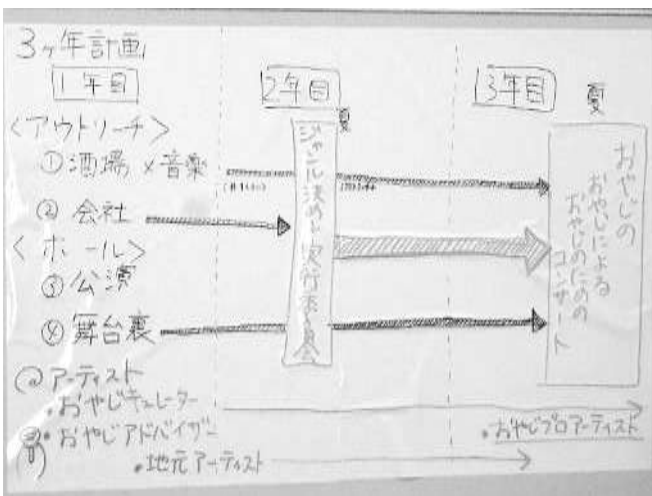 3ヶ年計画
1年目
2年目
3年目
夏
夏
<アウトリーチ>
①酒場×音楽
②会社
<ホール>
③公演
④舞台裏
ジャンル決めと実行委員会
おやじの
おやじによる
おやじのための
コンサート
@アーティスト
・おやじキュレーター
・おやじアドバイザー
・地元アーティスト
・おやじプロアーティスト